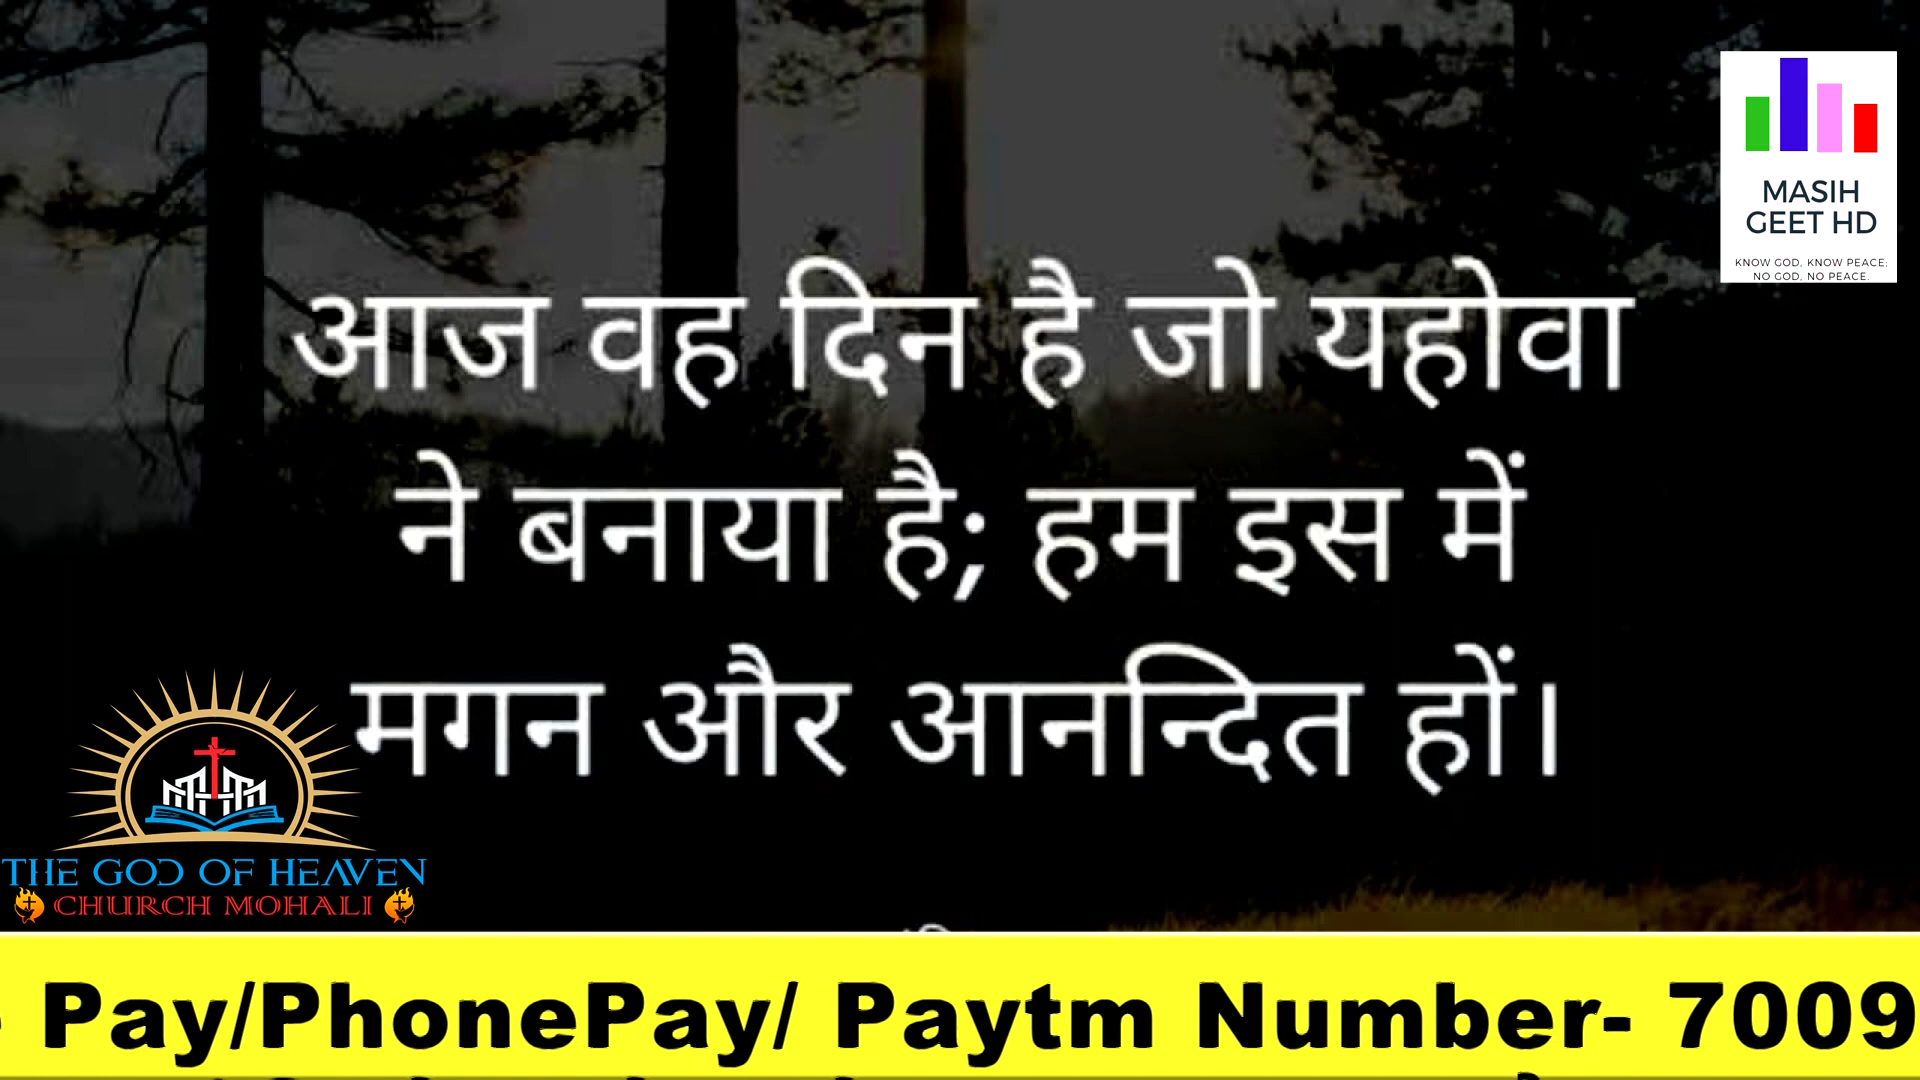 MASIH
GEET HD
KNOW GOD, KNOW PEACE;
NO GOD, NO PEACE.
आज वह दिन है जो यहोवा
ने बनाया है; हम इस में
मगन और आनन्दित हों।
THE GOD OF HEAVEN
CHURCH MOHALI
Pay/PhonePay/ Paytm Number- 7009